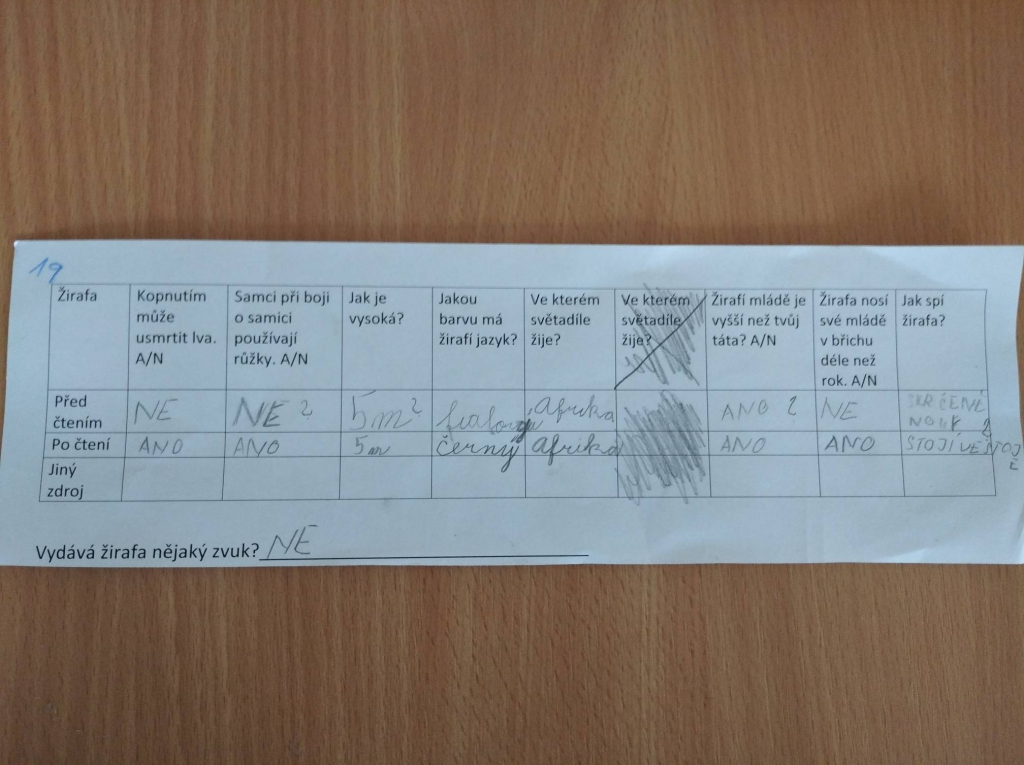 19
Žirafa
Kopnutím
může
usmrtit lva.
A/N
Samci při boji
o samici
používají
růžky. A/N
Jak je
vysoká?
Jakou
barvu má
žirafí jazyk?
Ve kterém
světadíle
žije?
Ve kterém
světadíle
žije?
Žirafí mládě je
vyšší než tvůj
táta? A/N
Žirafa nosí
své mládě
v břichu
déle než
rok. A/N
Jak spí
žirafa?
Před
čtením
NE
NE 2
5m 2
Afrika
ANO 2
NE
SKRČENÉ
2
Po čtení
ANO
ANO
5m
černý
Afrika
ANO
ANO
STOJÍ VE STOJ
E
Jiný
zdroj
Vydává žirafa nějaký zvuk? NE